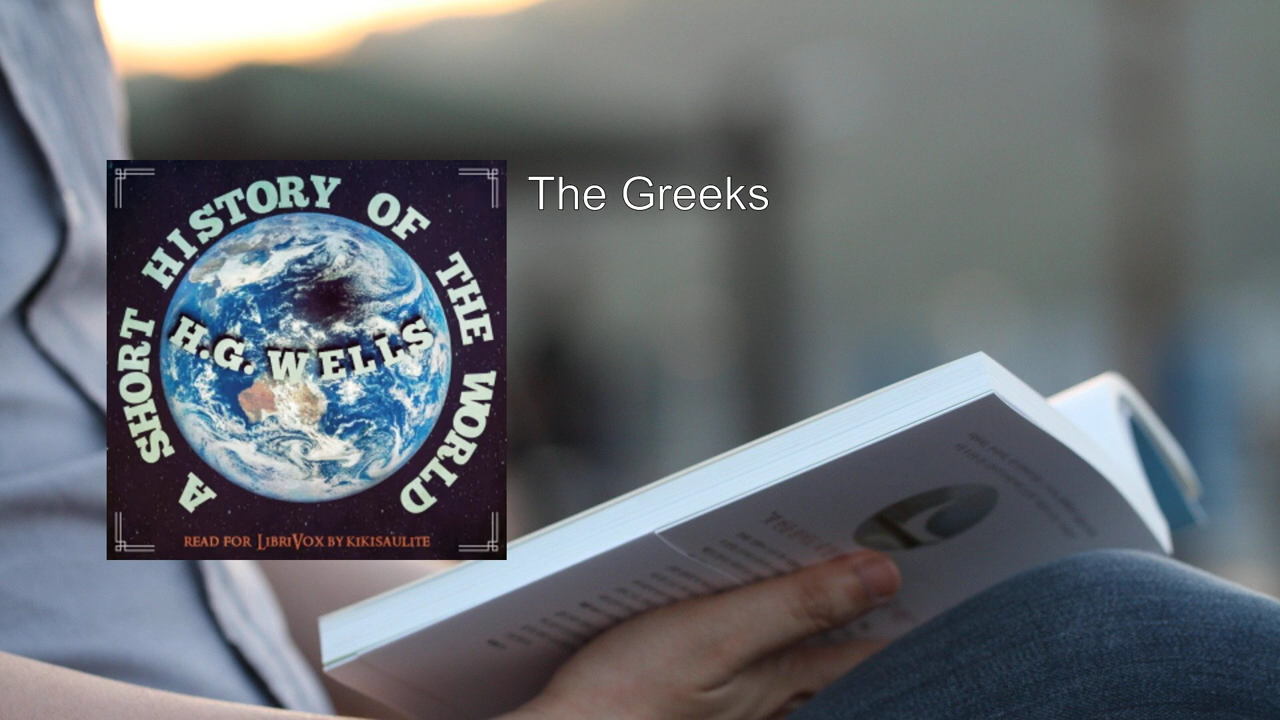 The Greeks
A SHORT HISTORY OF THE WORLD
H.G. WELLS
READ FOR LIBRIVOX BY KIKISAULITE